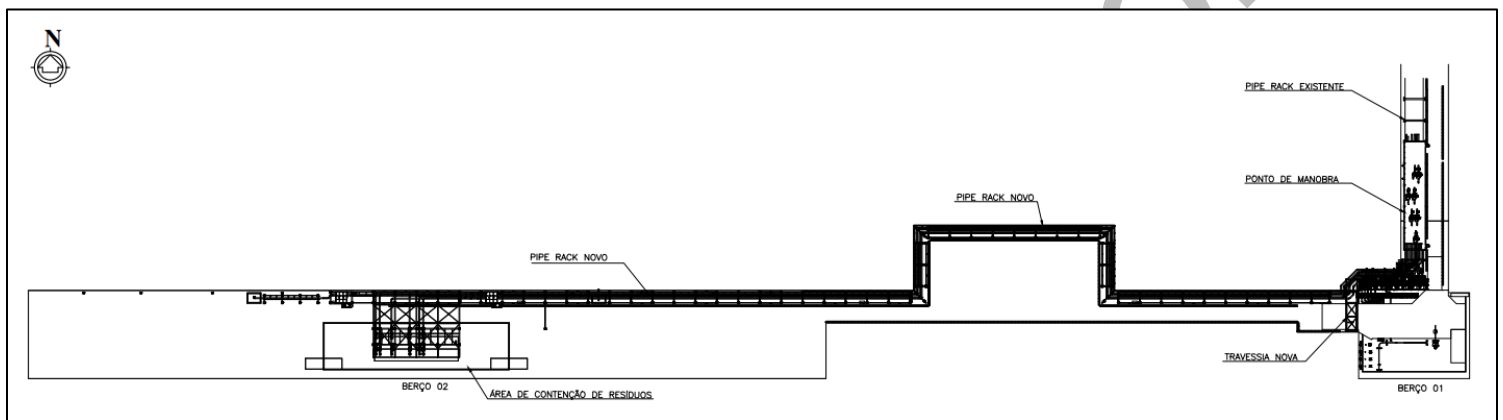 N
PIPE RACK EXISTENTE
PONTO DE MANOBRA
PIPE RACK NOVO
PIPE RACK NOVO
TRAVESSIA NOVA
BERÇO 02
ÁREA DE CONTENÇÃO DE RESÍDUOS
BERÇO 01